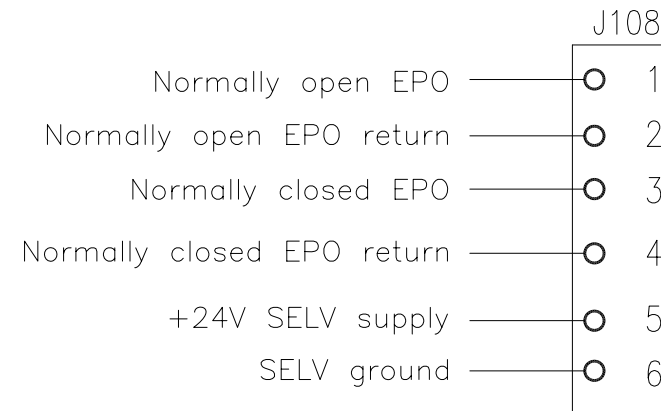 J108
Normally open EPO 1
Normally open EPO return 2
Normally closed EPO 3
Normally closed EPO return 4
+24V SELV supply 5
SELV ground 6